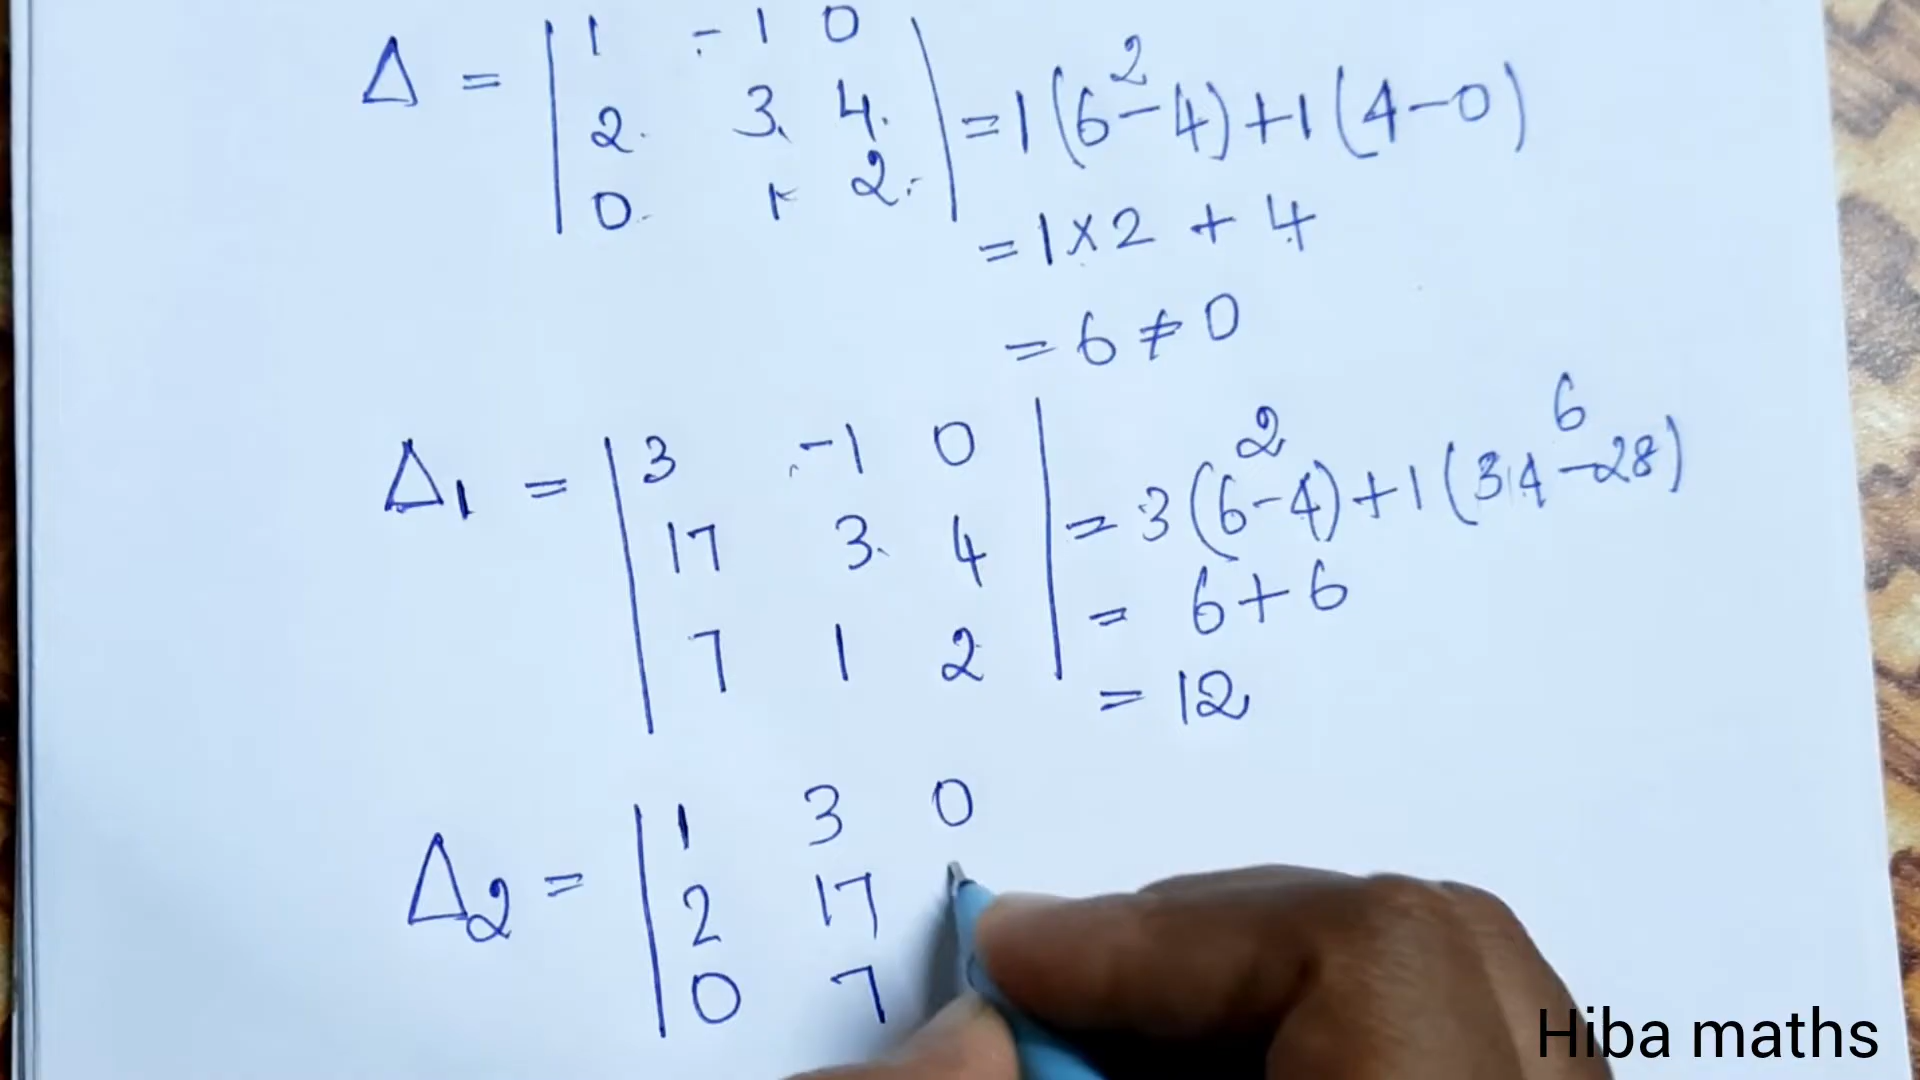 Δ = | 1 -1 0 |
| 2 3 4 | = 1(6-4) + 1(4-0)
2
| 0 1 2 |
= 1×2 + 4
= 6 ≠ 0
Δ1 = | 3 -1 0 |
| 17 3 4 | = 3(6-4) + 1(34-28)
2 6
| 7 1 2 |
= 6+6
= 12
Δ2 = | 1 3 0
| 2 17
| 0 7
Hiba maths